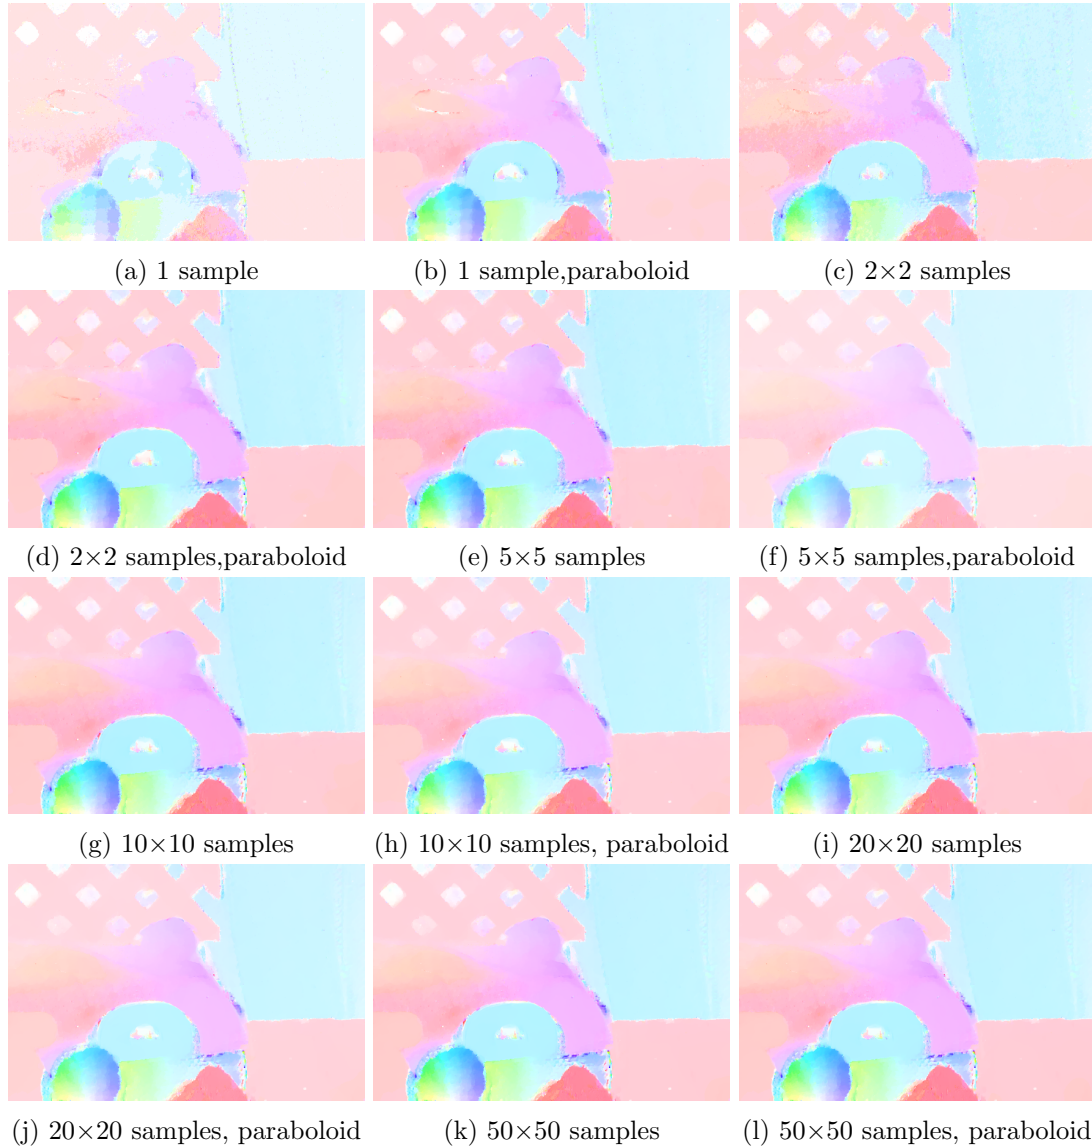 (a) 1 sample
(b) 1 sample,paraboloid
(c) 2×2 samples
(d) 2×2 samples,paraboloid
(e) 5×5 samples
(f) 5×5 samples,paraboloid
(g) 10×10 samples
(h) 10×10 samples, paraboloid
(i) 20×20 samples
(j) 20×20 samples, paraboloid
(k) 50×50 samples
(l) 50×50 samples, paraboloid